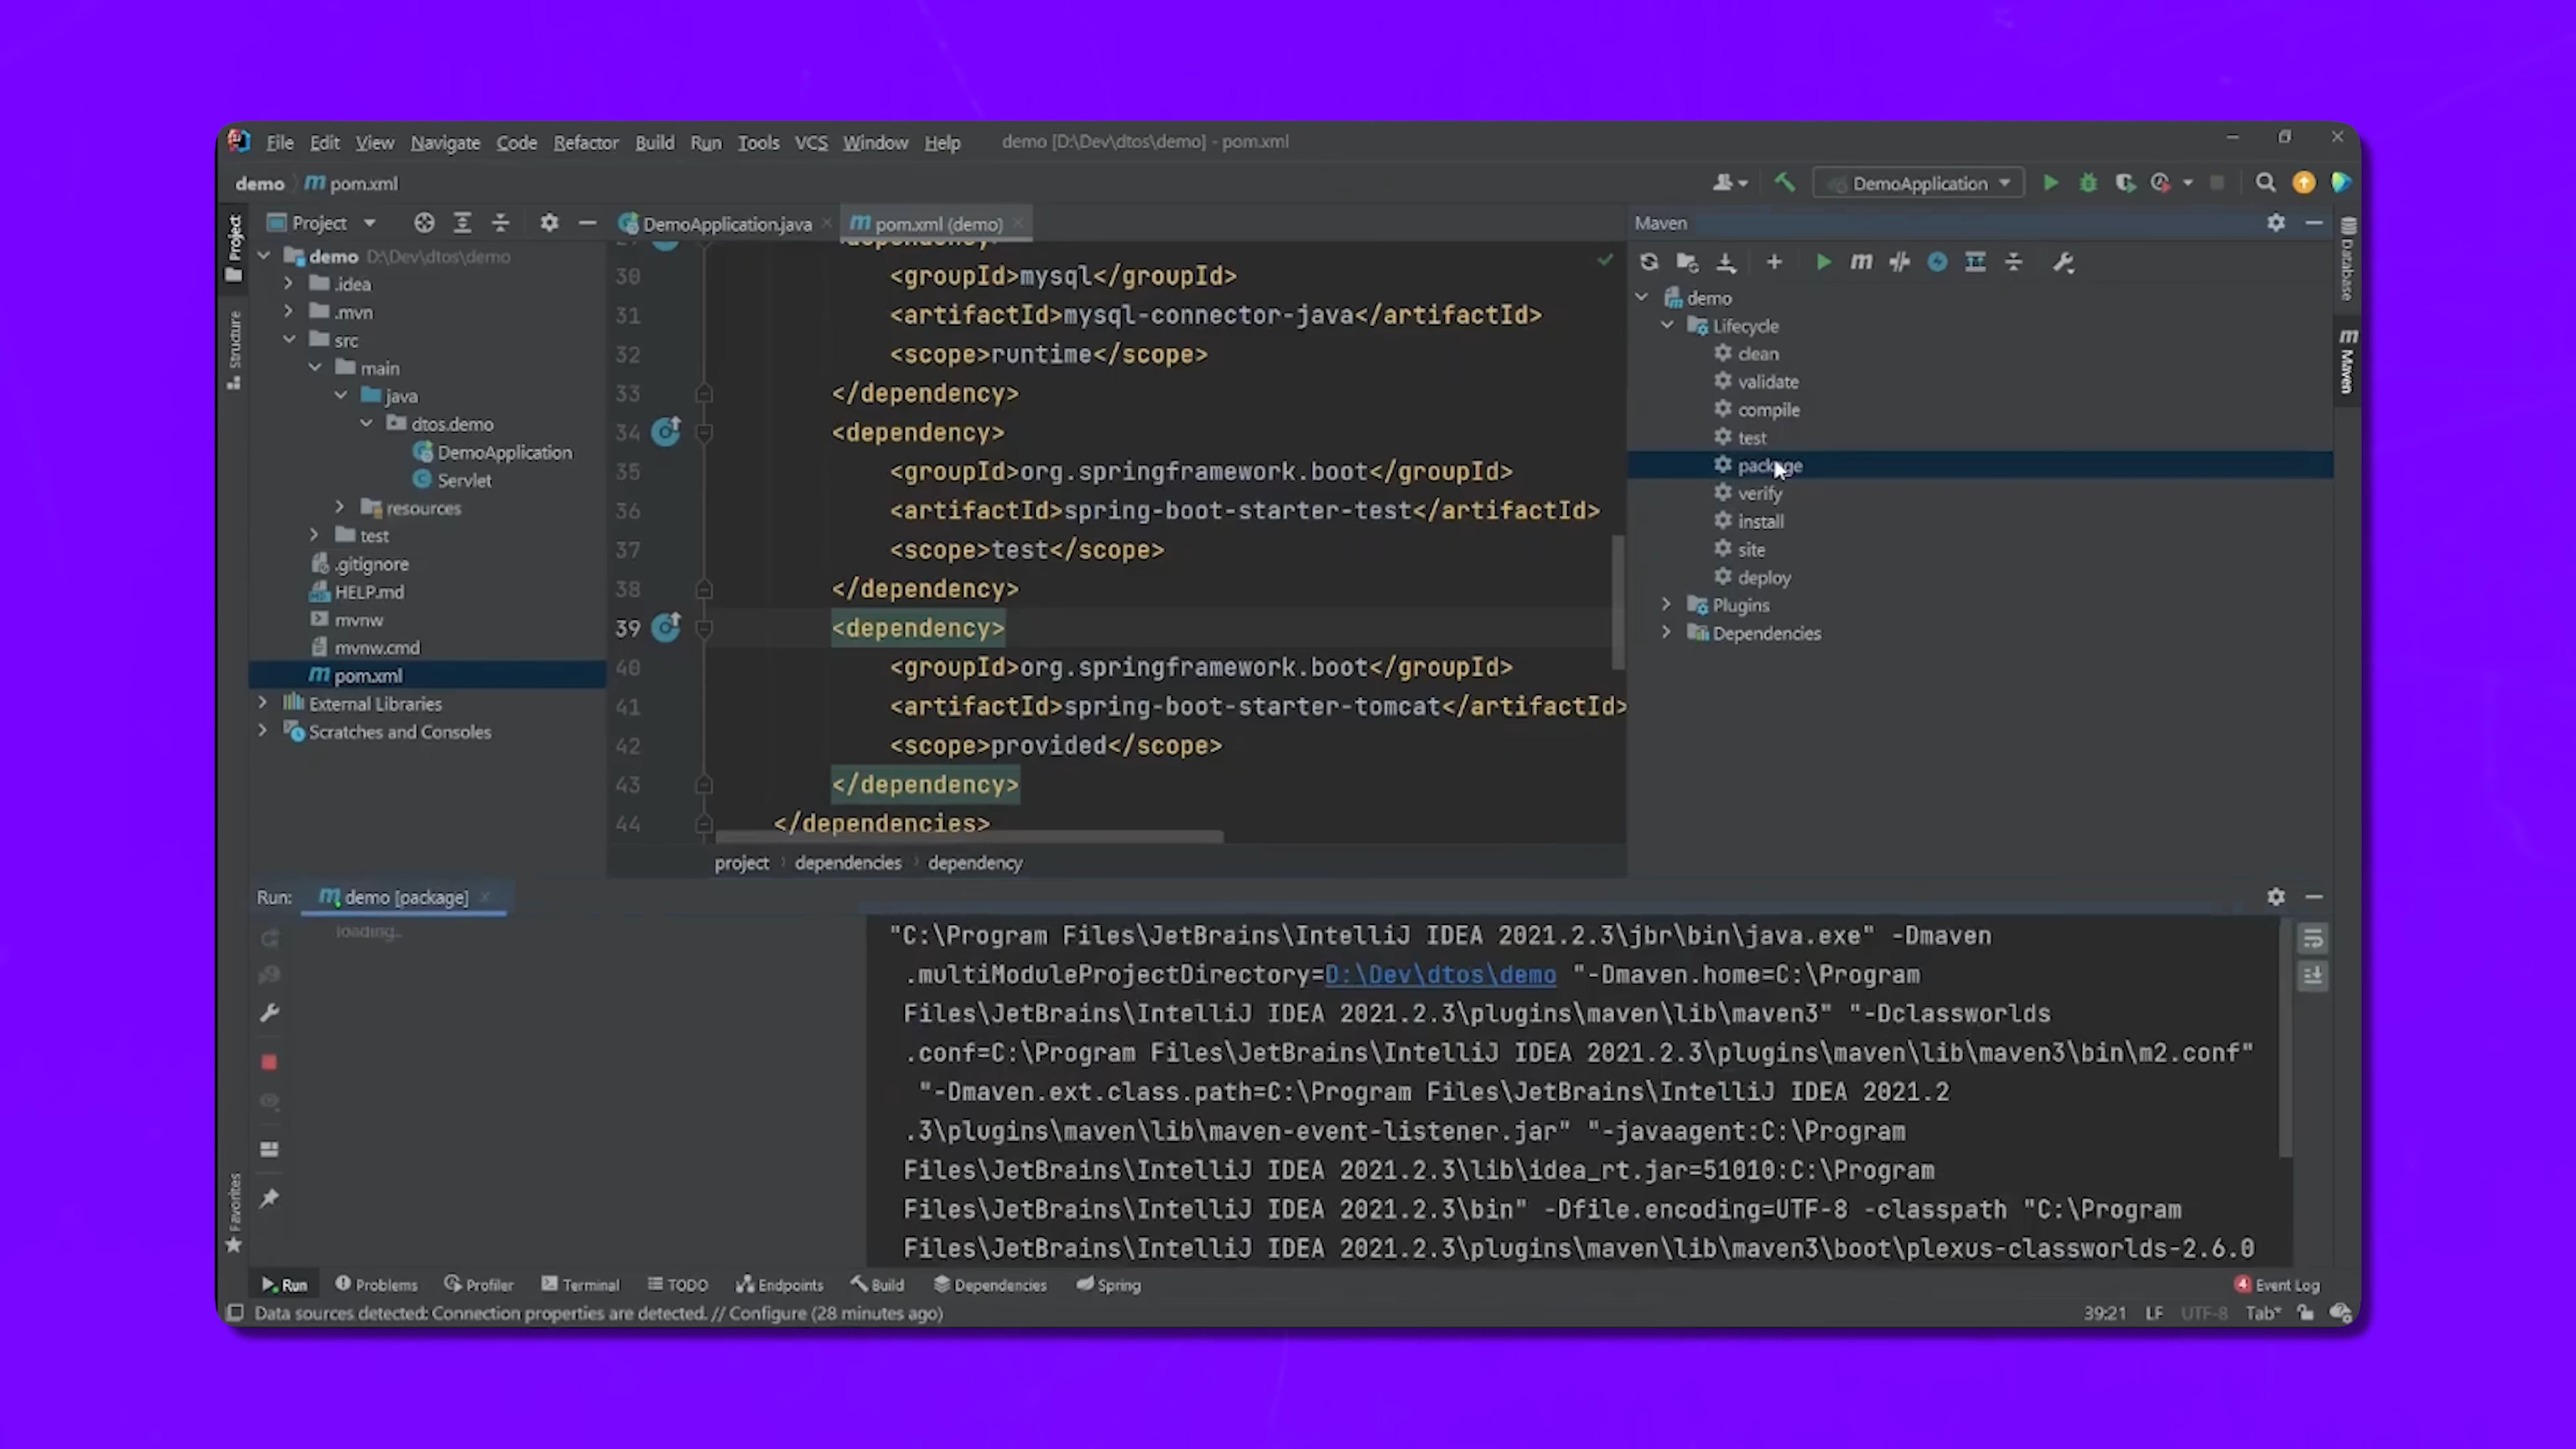 File Edit View Navigate Code Refactor Build Run Tools VCS Window Help demo [D:\Dev\dtos\demo] - pom.xml
demo pom.xml DemoApplication
Project DemoApplication.java pom.xml (demo) Maven
Project
Structure
Favorites
demo D:\Dev\dtos\demo
.idea
.mvn
src
main
java
dtos.demo
DemoApplication
Servlet
resources
test
.gitignore
HELP.md
mvnw
mvnw.cmd
pom.xml
External Libraries
Scratches and Consoles
30 <groupId>mysql</groupId>
31 <artifactId>mysql-connector-java</artifactId>
32 <scope>runtime</scope>
33 </dependency>
34 <dependency>
35 <groupId>org.springframework.boot</groupId>
36 <artifactId>spring-boot-starter-test</artifactId>
37 <scope>test</scope>
38 </dependency>
39 <dependency>
40 <groupId>org.springframework.boot</groupId>
41 <artifactId>spring-boot-starter-tomcat</artifactId>
42 <scope>provided</scope>
43 </dependency>
44 </dependencies>
project dependencies dependency
demo
Lifecycle
clean
validate
compile
test
package
verify
install
site
deploy
Plugins
Dependencies
Database
Maven
Run: demo [package]
loading...
"C:\Program Files\JetBrains\IntelliJ IDEA 2021.2.3\jbr\bin\java.exe" -Dmaven
.multiModuleProjectDirectory=D:\Dev\dtos\demo "-Dmaven.home=C:\Program
Files\JetBrains\IntelliJ IDEA 2021.2.3\plugins\maven\lib\maven3" "-Dclassworlds
.conf=C:\Program Files\JetBrains\IntelliJ IDEA 2021.2.3\plugins\maven\lib\maven3\bin\m2.conf"
"-Dmaven.ext.class.path=C:\Program Files\JetBrains\IntelliJ IDEA 2021.2
.3\plugins\maven\lib\maven-event-listener.jar" "-javaagent:C:\Program
Files\JetBrains\IntelliJ IDEA 2021.2.3\lib\idea_rt.jar=51010:C:\Program
Files\JetBrains\IntelliJ IDEA 2021.2.3\bin" -Dfile.encoding=UTF-8 -classpath "C:\Program
Files\JetBrains\IntelliJ IDEA 2021.2.3\plugins\maven\lib\maven3\boot\plexus-classworlds-2.6.0
Run Problems Profiler Terminal TODO Endpoints Build Dependencies Spring 4 Event Log
Data sources detected: Connection properties are detected. // Configure (28 minutes ago) 39:21 LF UTF-8 Tab*